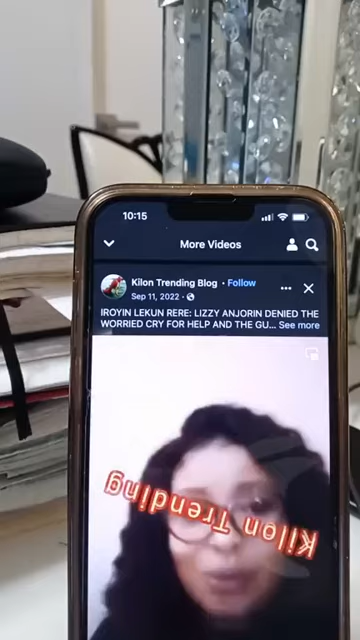 10:15
More Videos
Kilon Trending Blog · Follow
Sep 11, 2022 ·
IROYIN LEKUN RERE: LIZZY ANJORIN DENIED THE
WORRIED CRY FOR HELP AND THE GU... See more
Kilon Trending